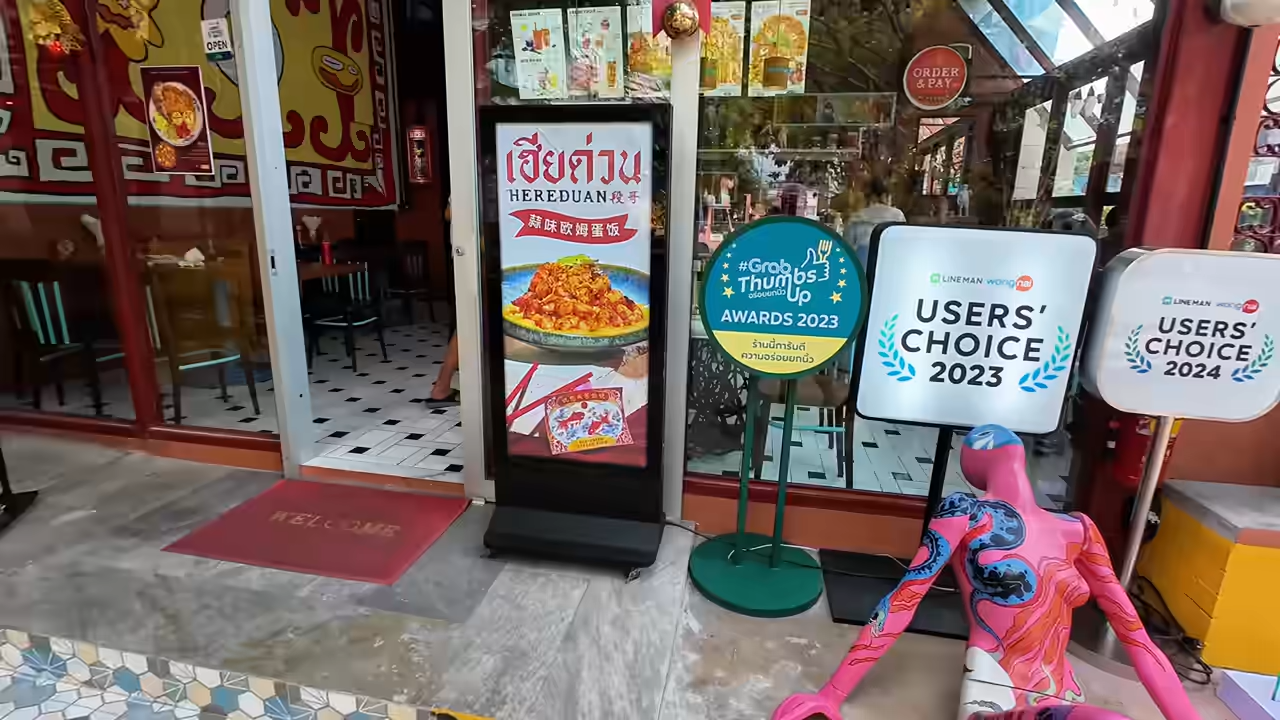 OPEN
เฮียด่วน
HEREDUAN 段哥
蒜味欧姆蛋饭
ORDER
& PAY
#Grab
Thumbs
อร่อยยกนิ้ว
Up
AWARDS 2023
ร้านนี้การันตี
ความอร่อยยกนิ้ว
LINEMAN wongnai
USERS'
CHOICE
2023
LINEMAN wongnai
USERS'
CHOICE
2024
WELCOME